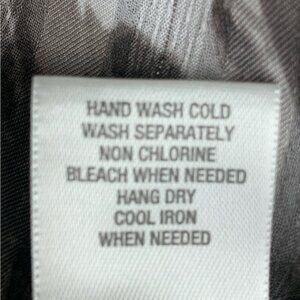 HAND WASH COLD
WASH SEPARATELY
NON CHLORINE
BLEACH WHEN NEEDED
HANG DRY
COOL IRON
WHEN NEEDED